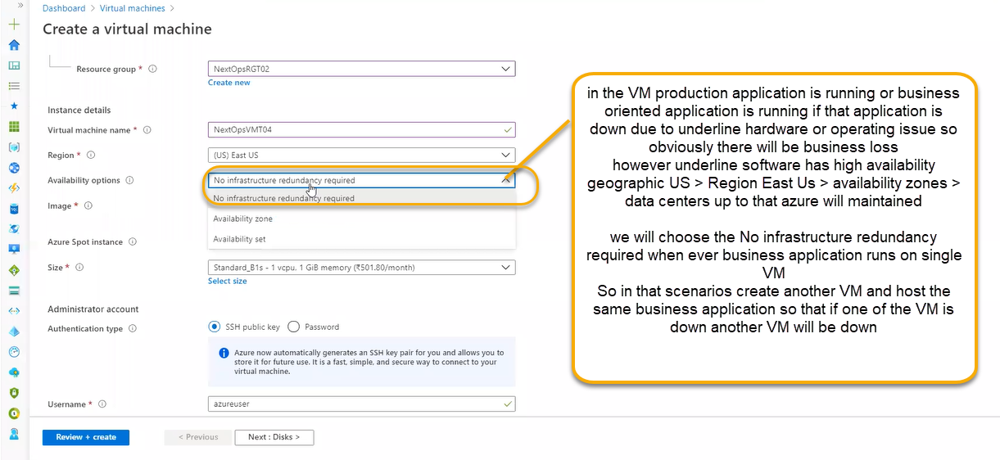 Dashboard > Virtual machines >
Create a virtual machine
Resource group *
NextOpsRGT02
Create new
Instance details
Virtual machine name *
NextOpsVMT04
Region *
(US) East US
Availability options
No infrastructure redundancy required
No infrastructure redundancy required
Image *
Availability zone
Availability set
Azure Spot instance
Size *
Standard_B1s - 1 vcpu, 1 GiB memory (₹501.80/month)
Select size
Administrator account
Authentication type
SSH public key
Password
Azure now automatically generates an SSH key pair for you and allows you to
store it for future use. It is a fast, simple, and secure way to connect to your
virtual machine.
Username *
azureuser
Review + create
< Previous
Next : Disks >
in the VM production application is running or business
oriented application is running if that application is
down due to underline hardware or operating issue so
obviously there will be business loss
however underline software has high availability
geographic US > Region East Us > availability zones >
data centers up to that azure will maintained
we will choose the No infrastructure redundancy
required when ever business application runs on single
VM
So in that scenarios create another VM and host the
same business application so that if one of the VM is
down another VM will be down